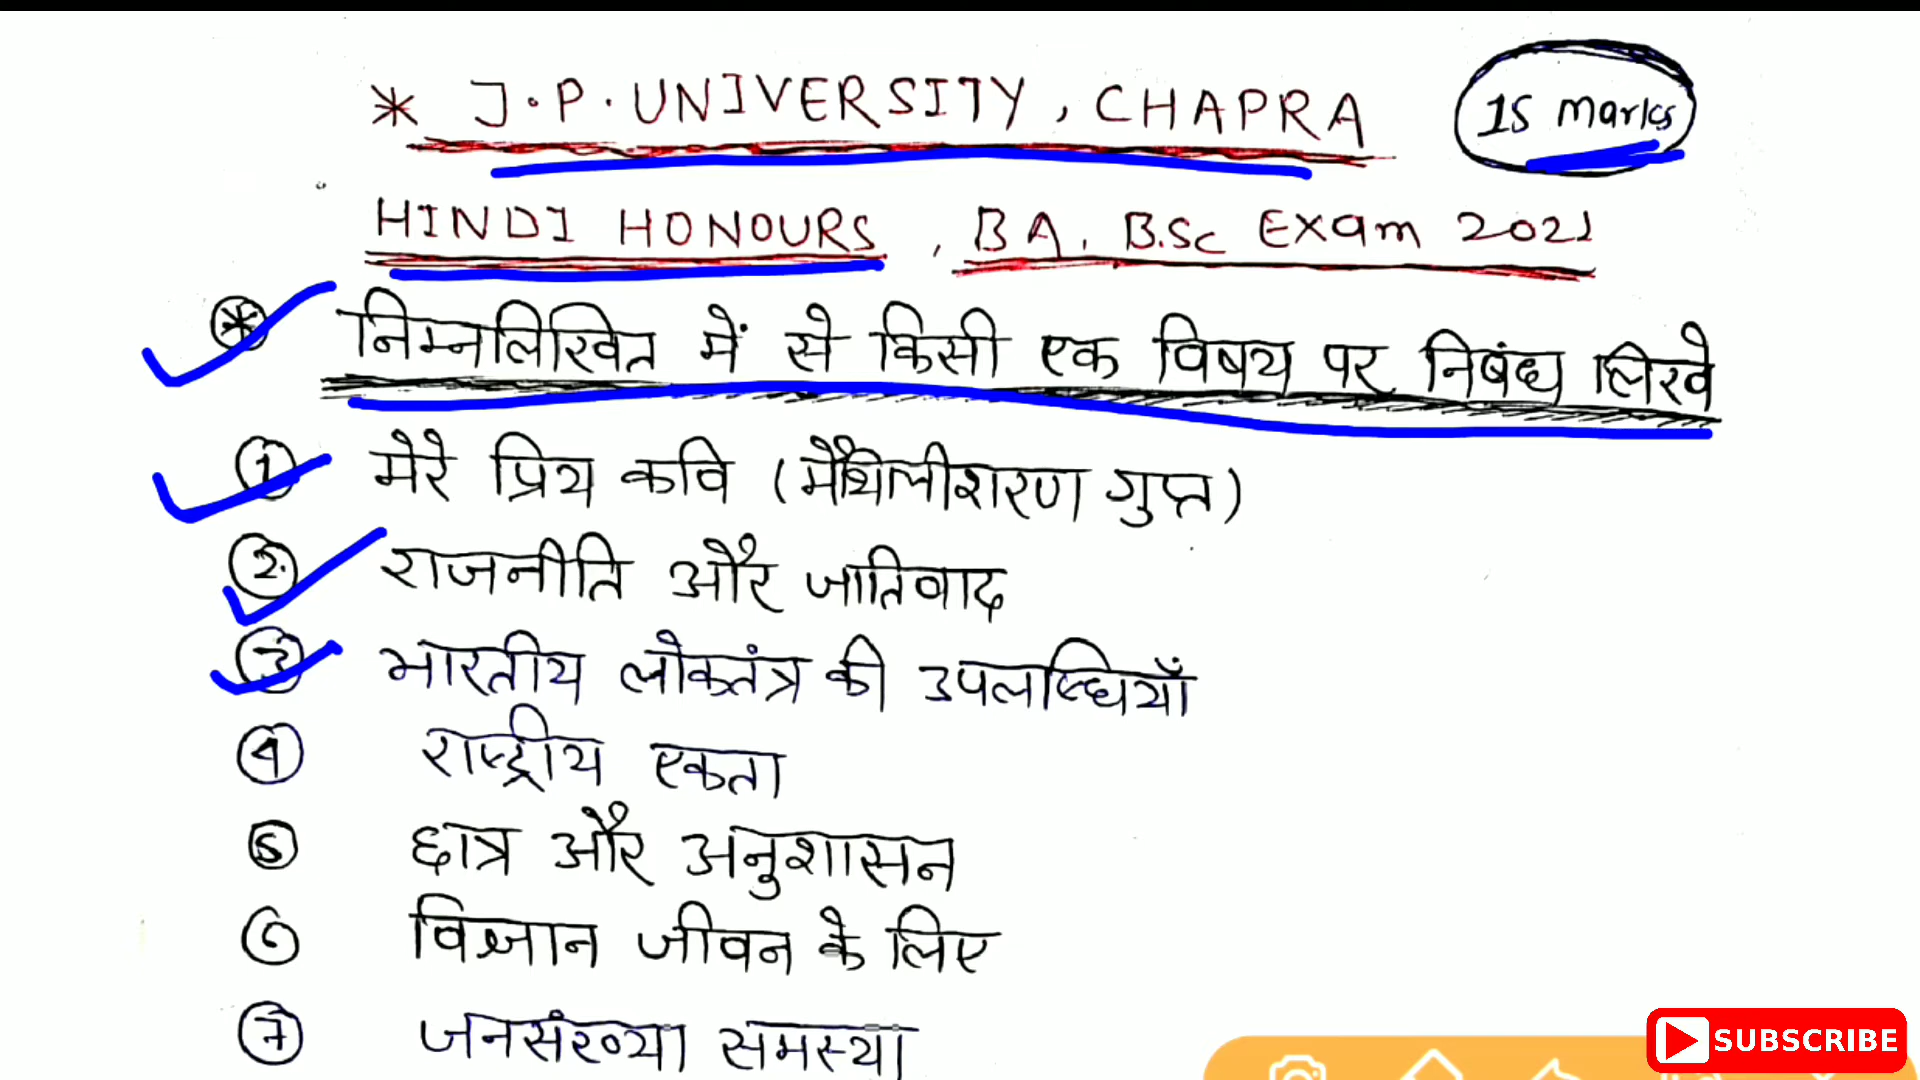 * J.P. UNIVERSITY, CHAPRA
15 marks
HINDI HONOURS, BA, B.Sc Exam 2021
* निम्नलिखित में से किसी एक विषय पर निबंध लिखे
1 मेरे प्रिय कवि (मैथिलीशरण गुप्त)
2. राजनीति और जातिवाद
3 भारतीय लोकतंत्र की उपलब्धियाँ
4 राष्ट्रीय एकता
5 छात्र और अनुशासन
6 विज्ञान जीवन के लिए
7 जनसंख्या समस्या
SUBSCRIBE